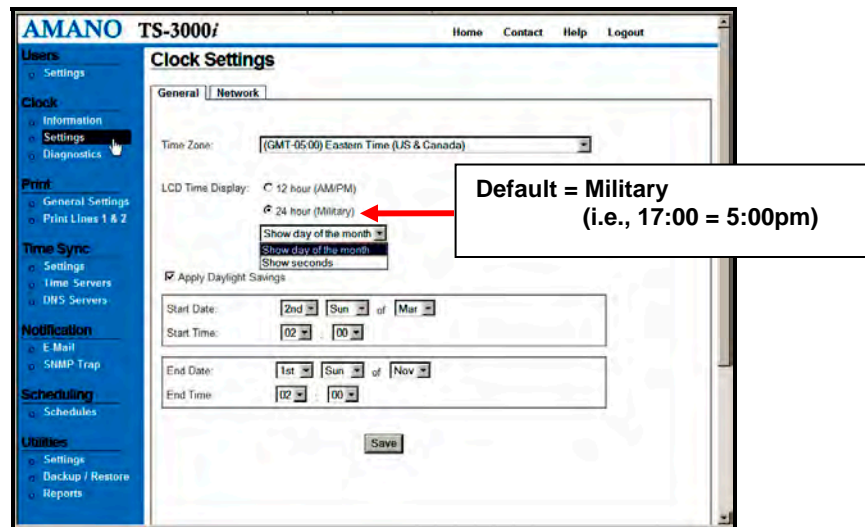 AMANO TS-3000i
Home Contact Help Logout
Users
Settings
Clock
Information
Settings
Diagnostics
Print
General Settings
Print Lines 1 & 2
Time Sync
Settings
Time Servers
DNS Servers
Notification
E-Mail
SNMP Trap
Scheduling
Schedules
Utilities
Settings
Backup / Restore
Reports
Clock Settings
General Network
Time Zone: (GMT-05:00) Eastern Time (US & Canada)
LCD Time Display: 12 hour (AM/PM)
24 hour (Military)
Show day of the month
Show day of the month
Show seconds
Apply Daylight Savings
Start Date: 2nd Sun of Mar
Start Time: 02 : 00
End Date: 1st Sun of Nov
End Time: 02 : 00
Save
Default = Military
(i.e., 17:00 = 5:00pm)